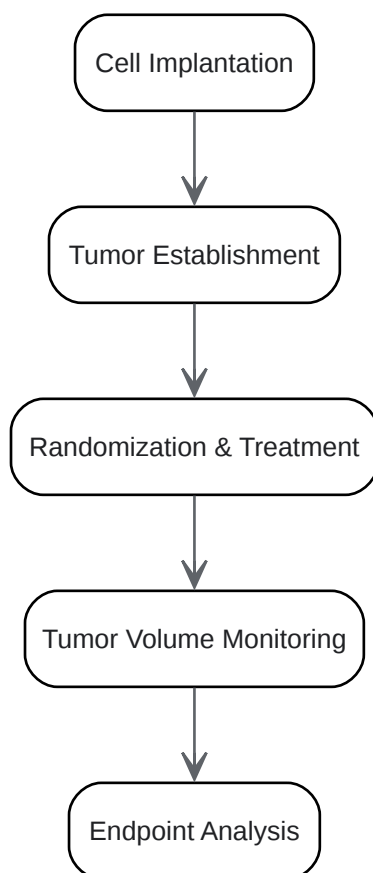 Cell Implantation
Tumor Establishment
Randomization & Treatment
Tumor Volume Monitoring
Endpoint Analysis